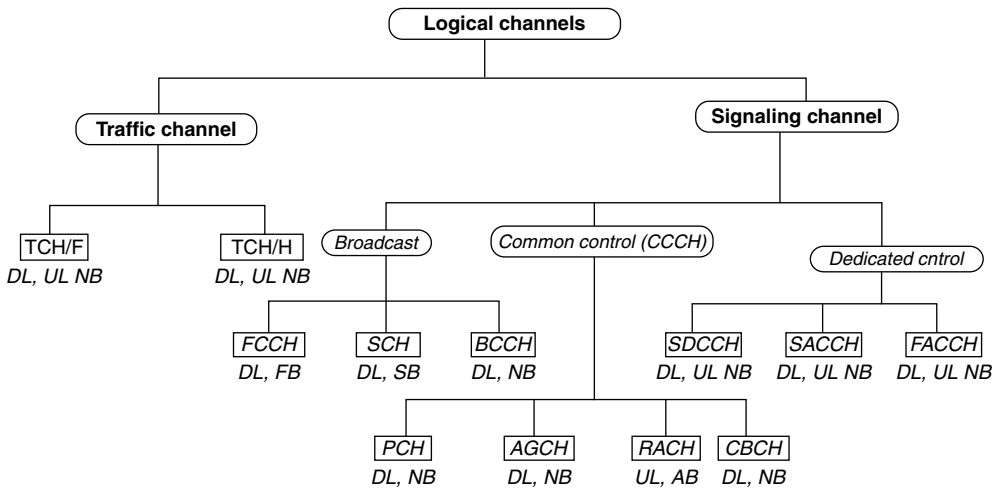 Logical channels
Traffic channel
Signaling channel
TCH/F
DL, UL NB
TCH/H
DL, UL NB
Broadcast
Common control (CCCH)
Dedicated cntrol
FCCH
DL, FB
SCH
DL, SB
BCCH
DL, NB
SDCCH
DL, UL NB
SACCH
DL, UL NB
FACCH
DL, UL NB
PCH
DL, NB
AGCH
DL, NB
RACH
UL, AB
CBCH
DL, NB